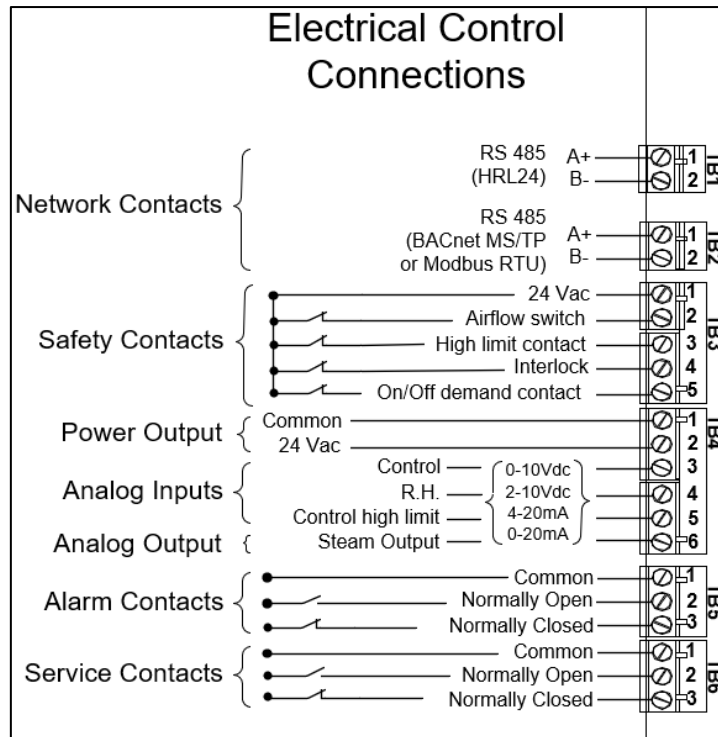 Electrical Control
Connections
Network Contacts
RS 485
(HRL24)
A+
B-
1
2
TB1
RS 485
(BACnet MS/TP
or Modbus RTU)
A+
B-
1
2
TB2
Safety Contacts
24 Vac
1
Airflow switch
2
High limit contact
3
Interlock
4
On/Off demand contact
5
TB3
Power Output
Common
1
24 Vac
2
Analog Inputs
Control
0-10Vdc
3
R.H.
2-10Vdc
4
Control high limit
4-20mA
5
Analog Output
Steam Output
0-20mA
6
TB4
Alarm Contacts
Common
1
Normally Open
2
Normally Closed
3
TB5
Service Contacts
Common
1
Normally Open
2
Normally Closed
3
TB6